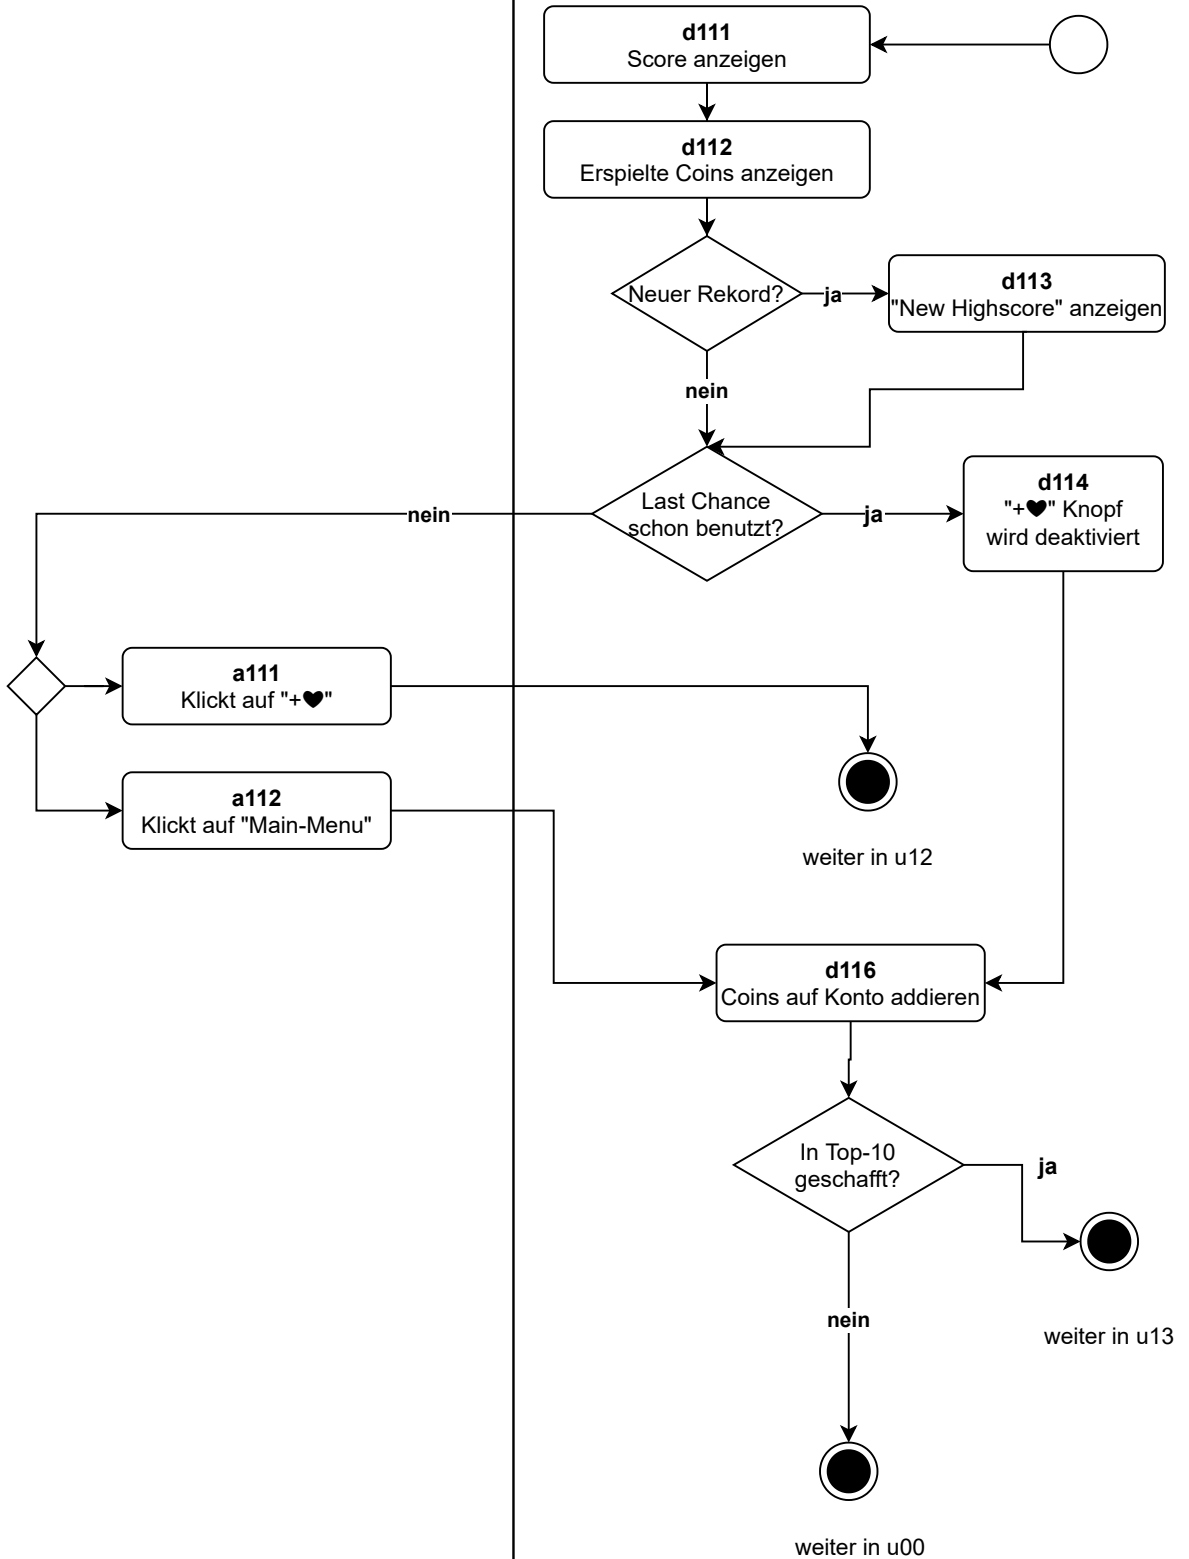 d111
Score anzeigen
d112
Erspielte Coins anzeigen
Neuer Rekord?
ja
d113
"New Highscore" anzeigen
nein
Last Chance
schon benutzt?
nein
ja
d114
"+♥" Knopf
wird deaktiviert
a111
Klickt auf "+♥"
a112
Klickt auf "Main-Menu"
weiter in u12
d116
Coins auf Konto addieren
In Top-10
geschafft?
ja
nein
weiter in u13
weiter in u00